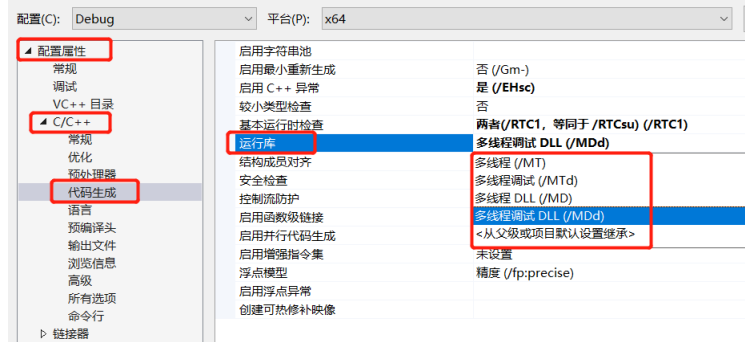 配置(C): Debug 平台(P): x64
配置属性
常规
调试
VC++ 目录
C/C++
常规
优化
预处理器
代码生成
语言
预编译头
输出文件
浏览信息
高级
所有选项
命令行
链接器
启用字符串池
启用最小重新生成 否 (/Gm-)
启用 C++ 异常 是 (/EHsc)
较小类型检查 否
基本运行时检查 两者(/RTC1，等同于 /RTCsu) (/RTC1)
运行库 多线程调试 DLL (/MDd)
结构成员对齐 多线程 (/MT)
安全检查 多线程调试 (/MTd)
控制流防护 多线程 DLL (/MD)
启用函数级链接 多线程调试 DLL (/MDd)
启用并行代码生成 <从父级或项目默认设置继承>
启用增强指令集 未设置
浮点模型 精度 (/fp:precise)
启用浮点异常
创建可热修补映像